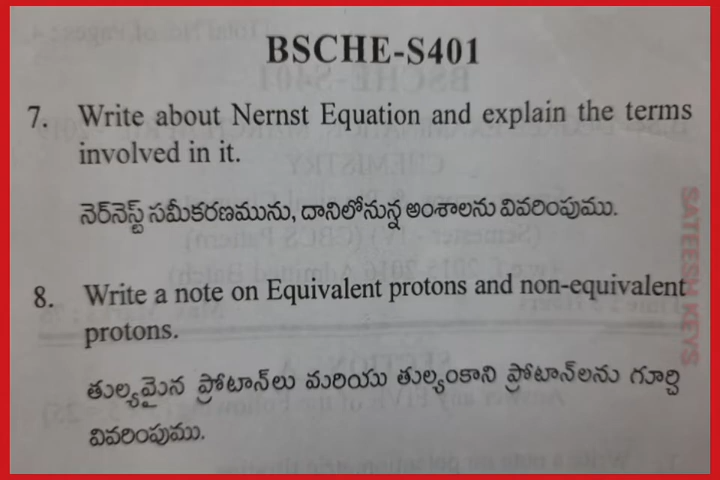 BSCHE-S401
7. Write about Nernst Equation and explain the terms
involved in it.
నెర్‌నెస్ట్ సమీకరణమును, దానిలోనున్న అంశాలను వివరింపుము.
8. Write a note on Equivalent protons and non-equivalent
protons.
తుల్యమైన ప్రోటాన్‌లు మరియు తుల్యంకాని ప్రోటాన్‌లను గూర్చి
వివరింపుము.
SATEESH KEYS